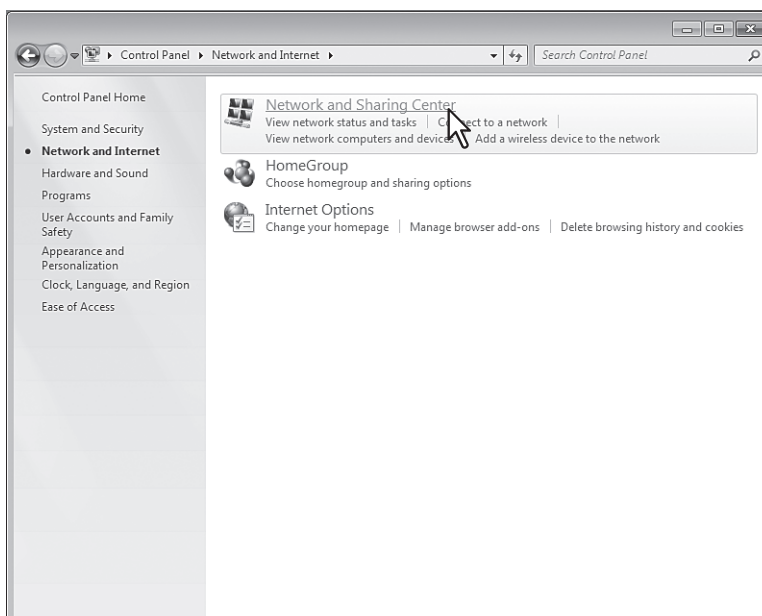 Control Panel Network and Internet
Search Control Panel
Control Panel Home
System and Security
Network and Internet
Hardware and Sound
Programs
User Accounts and Family
Safety
Appearance and
Personalization
Clock, Language, and Region
Ease of Access
Network and Sharing Center
View network status and tasks to a network
View network computers and Add a wireless device to the network
HomeGroup
Choose homegroup and sharing options
Internet Options
Change your homepage Manage browser add-ons Delete browsing history and cookies